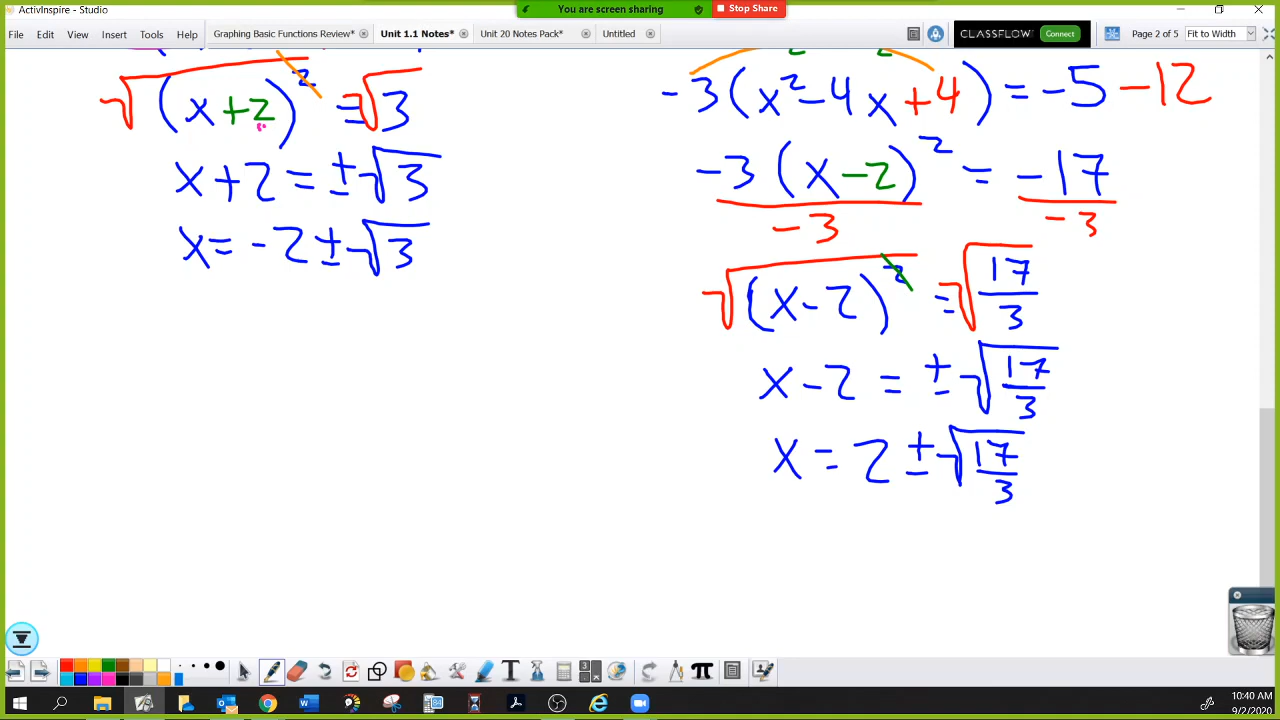 ActivInspire - Studio
You are screen sharing
Stop Share
File Edit View Insert Tools Help
Graphing Basic Functions Review*
Unit 1.1 Notes*
Unit 20 Notes Pack*
Untitled
CLASSFLOW Connect
Page 2 of 5
Fit to Width
√(x+2)² = √3
x+2 = ±√3
x = -2 ± √3
-3(x²-4x+4) = -5-12
-3(x-2)² = -17
-3 -3
√(x-2)² = √17/3
x-2 = ±√17/3
x = 2 ± √17/3
10:40 AM
9/2/2020